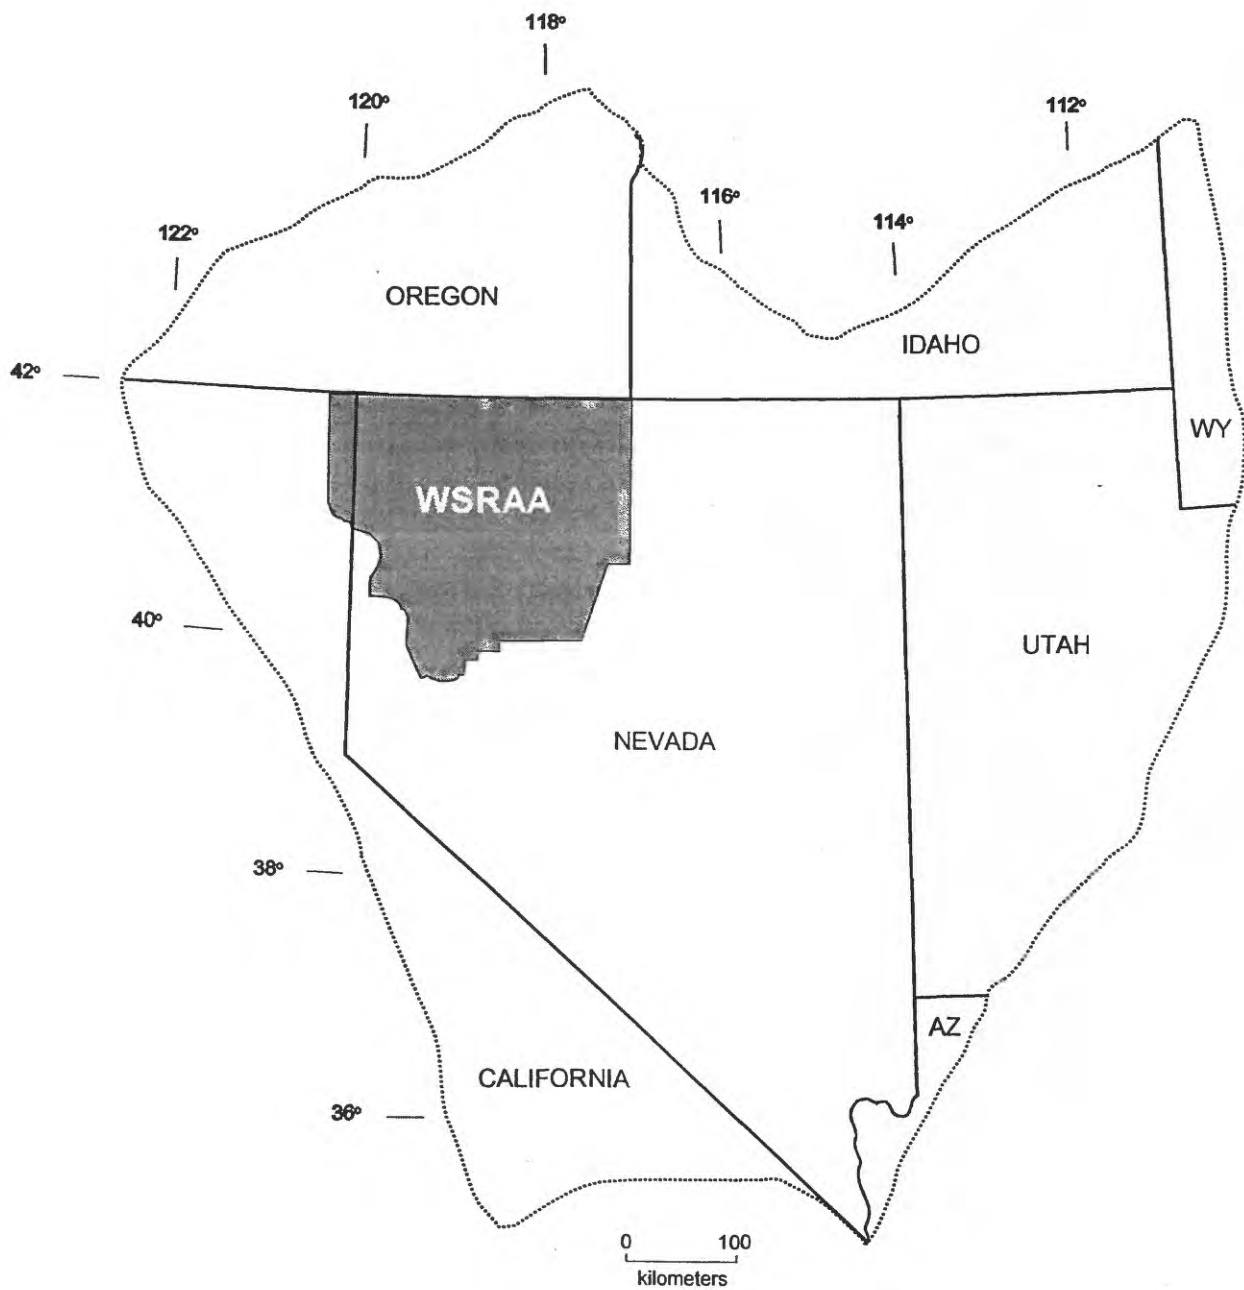 118°
120°
112°
116°
114°
122°
OREGON
IDAHO
42°
WY
WSRAA
40°
UTAH
NEVADA
38°
AZ
CALIFORNIA
36°
0 100
kilometers